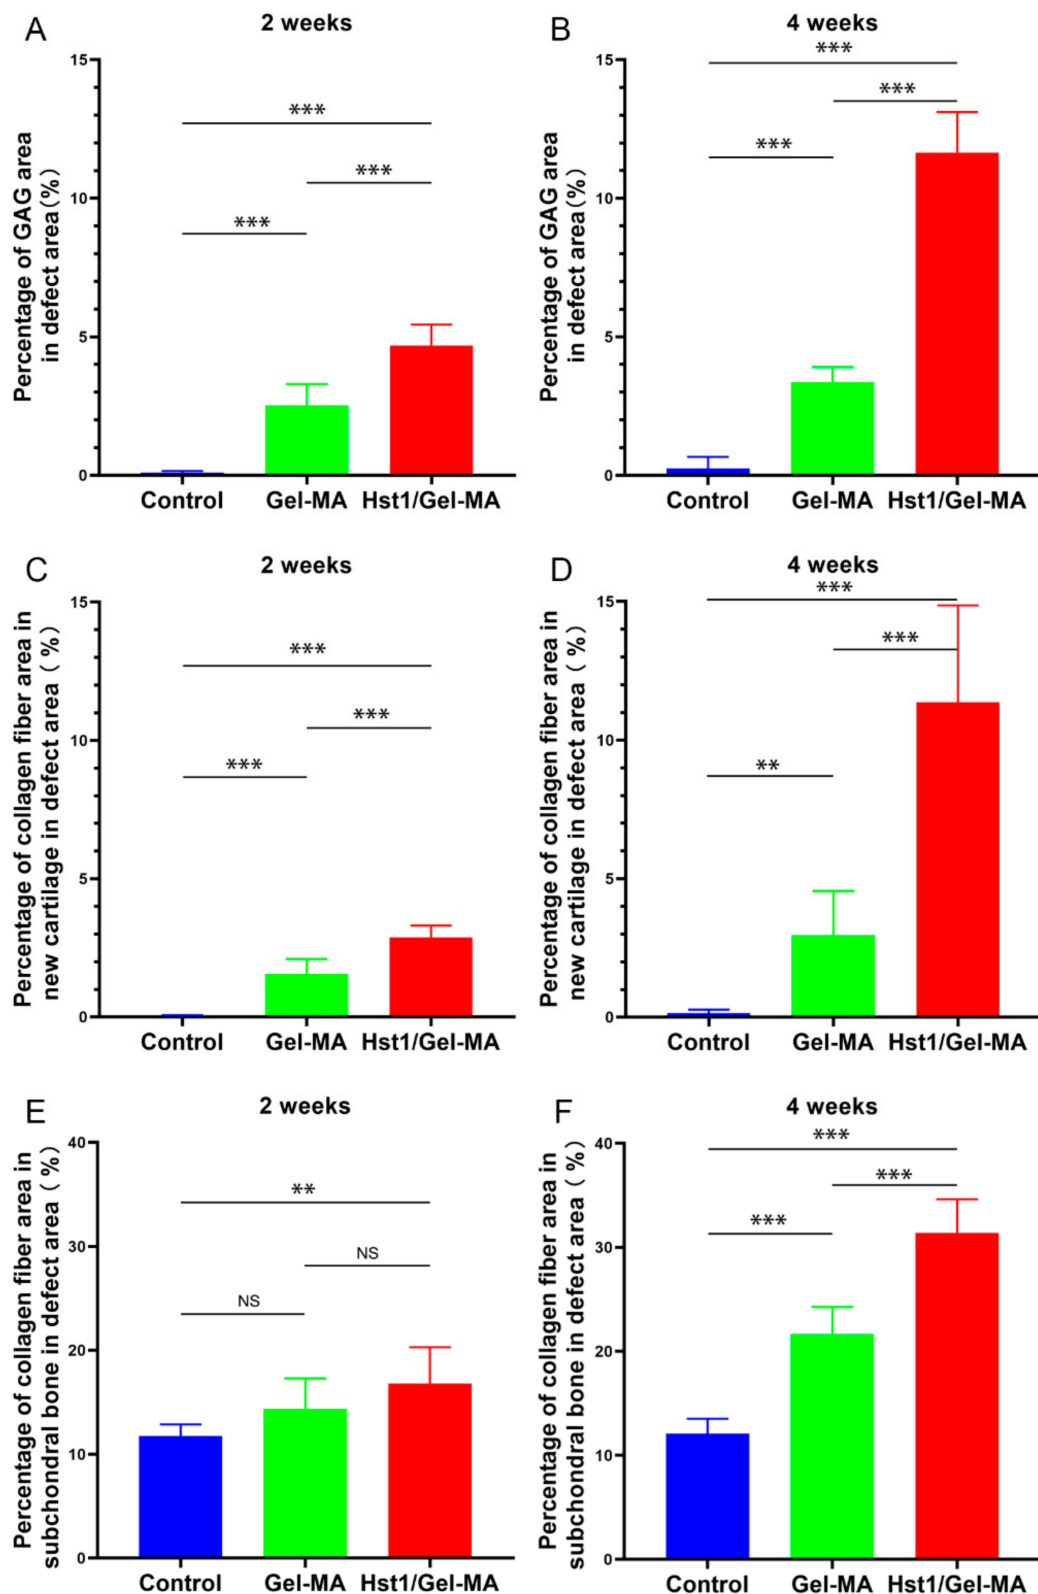 A
2 weeks
Percentage of GAG area
in defect area(%)
15
10
5
0
***
***
***
Control Gel-MA Hst1/Gel-MA
B
4 weeks
Percentage of GAG area
in defect area(%)
15
10
5
0
***
***
***
Control Gel-MA Hst1/Gel-MA
C
2 weeks
Percentage of collagen fiber area in
new cartilage in defect area (%)
15
10
5
0
***
***
***
Control Gel-MA Hst1/Gel-MA
D
4 weeks
Percentage of collagen fiber area in
new cartilage in defect area (%)
15
10
5
0
***
***
**
Control Gel-MA Hst1/Gel-MA
E
2 weeks
Percentage of collagen fiber area in
subchondral bone in defect area (%)
40
30
20
10
0
**
NS
NS
Control Gel-MA Hst1/Gel-MA
F
4 weeks
Percentage of collagen fiber area in
subchondral bone in defect area (%)
40
30
20
10
0
***
***
***
Control Gel-MA Hst1/Gel-MA